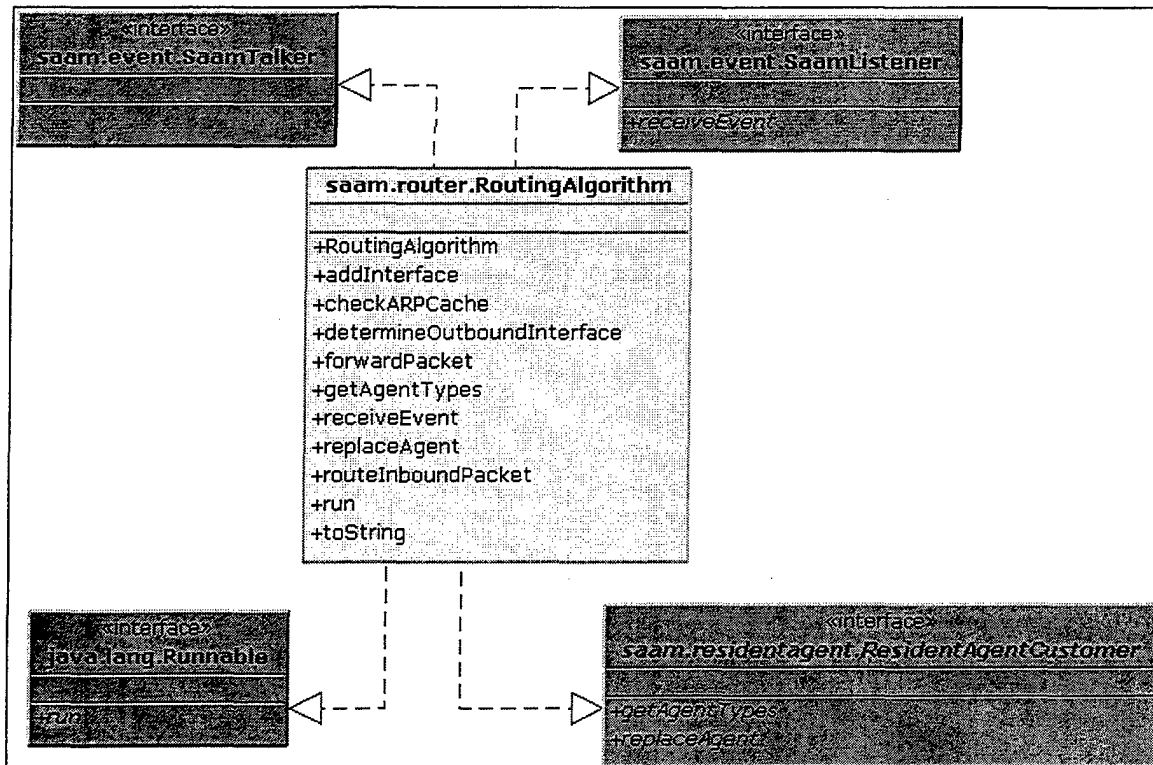 «interface»
saam.event.SaamTalker
«interface»
saam.event.SaamListener
+receiveEvent
saam.router.RoutingAlgorithm
+RoutingAlgorithm
+addInterface
+checkARPCache
+determineOutboundInterface
+forwardPacket
+getAgentTypes
+receiveEvent
+replaceAgent
+routeInboundPacket
+run
+toString
«interface»
java.lang.Runnable
+run
«interface»
saam.residentagent.ResidentAgentCustomer
+getAgentTypes
+replaceAgent